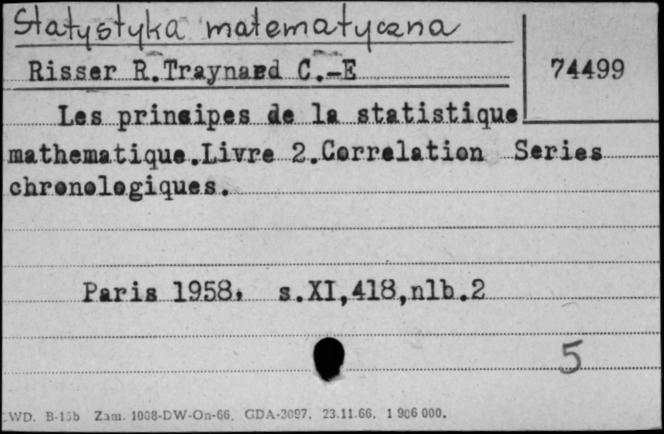 Statystyka matematyczna
Risser R.Traynard C.-E
74499
Les principes de la statistique
mathematique.Livre 2.Correlation Series
chronologiques.
Paris 1958, s.XI,418,nlb.2
5
WD. B-15b Zam. 1008-DW-On-66. GDA-3097. 23.11.66. 1 906 000.